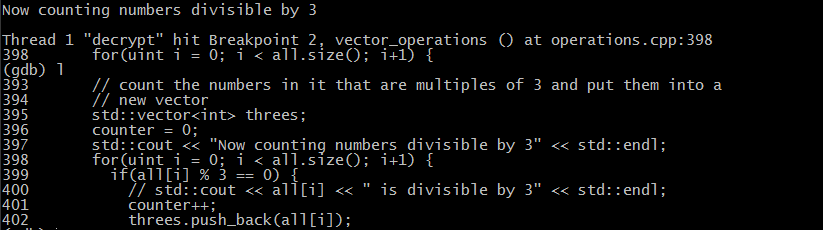 Now counting numbers divisible by 3
Thread 1 "decrypt" hit Breakpoint 2, vector_operations () at operations.cpp:398
398        for(uint i = 0; i < all.size(); i+1) {
(gdb) l
393        // count the numbers in it that are multiples of 3 and put them into a
394        // new vector
395        std::vector<int> threes;
396        counter = 0;
397        std::cout << "Now counting numbers divisible by 3" << std::endl;
398        for(uint i = 0; i < all.size(); i+1) {
399          if(all[i] % 3 == 0) {
400            // std::cout << all[i] << " is divisible by 3" << std::endl;
401            counter++;
402            threes.push_back(all[i]);